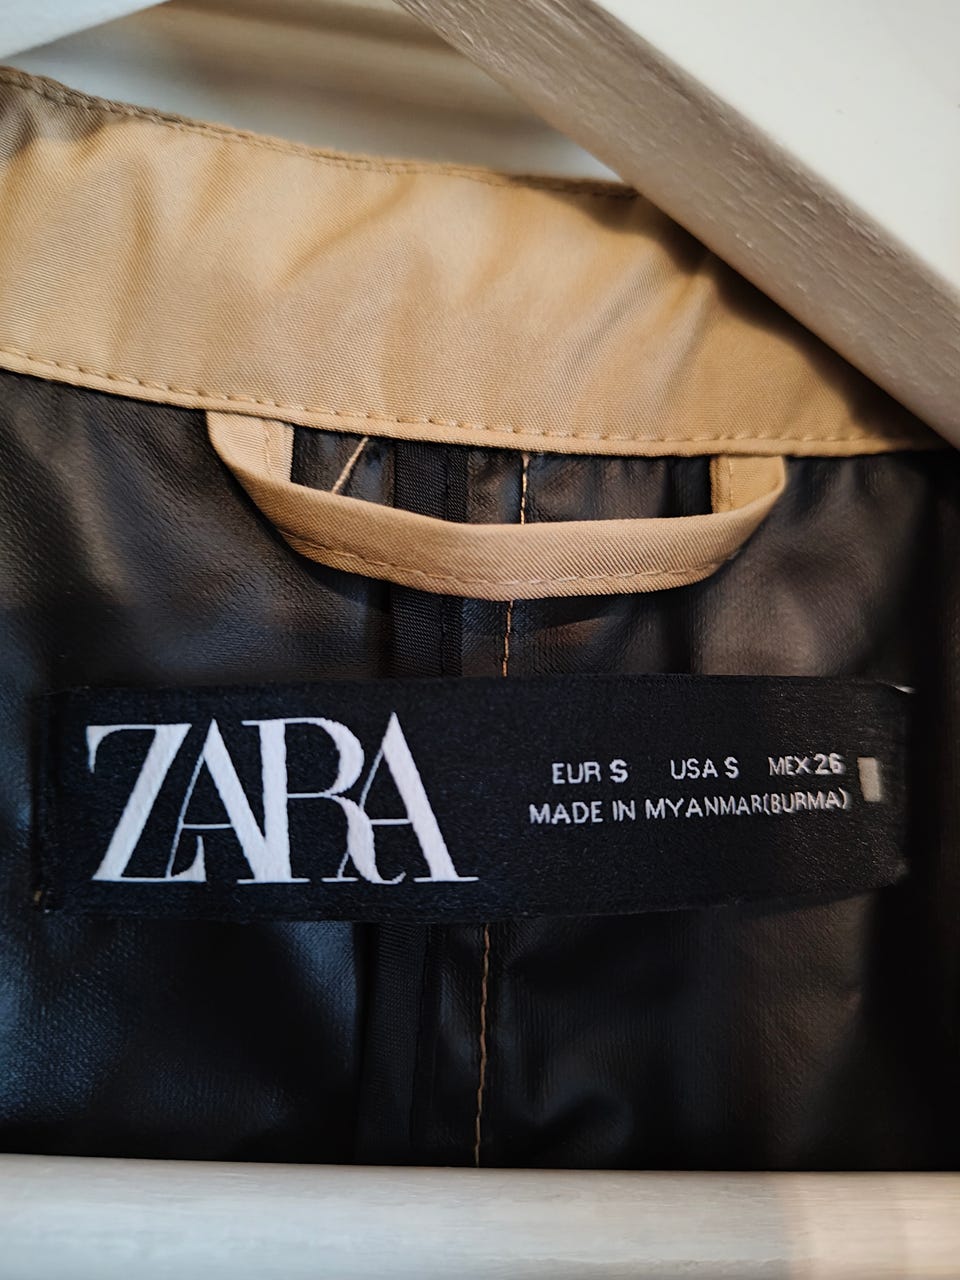 ZARA
EUR S USA S MEX 26
MADE IN MYANMAR(BURMA)